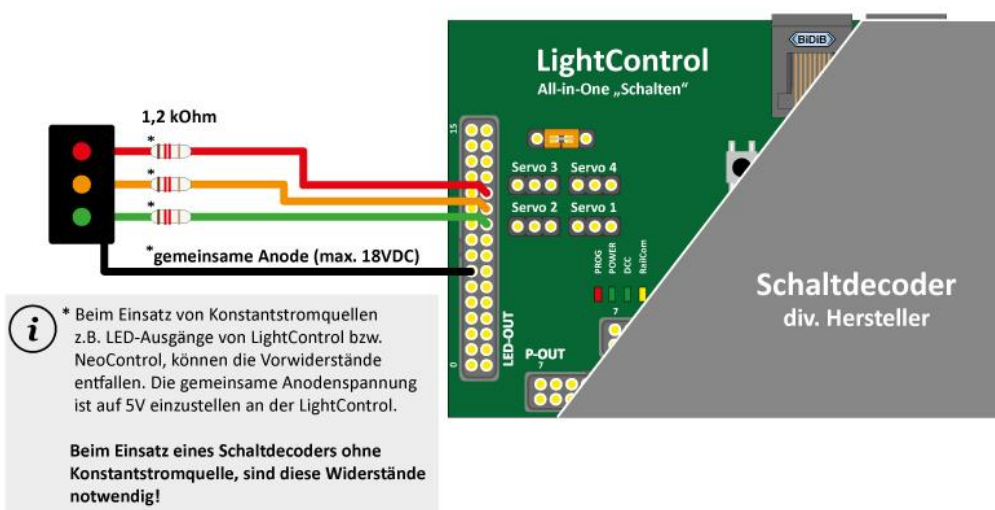 BiDiB
LightControl
All-in-One „Schalten"
1,2 kOhm
*
*
*
15
Servo 3 Servo 4
Servo 2 Servo 1
*gemeinsame Anode (max. 18VDC)
PROG
POWER
DCC
RailCom
7
LED-OUT
0
P-OUT
7
Schaltdecoder
div. Hersteller
i
* Beim Einsatz von Konstantstromquellen
z.B. LED-Ausgänge von LightControl bzw.
NeoControl, können die Vorwiderstände
entfallen. Die gemeinsame Anodenspannung
ist auf 5V einzustellen an der LightControl.
Beim Einsatz eines Schaltdecoders ohne
Konstantstromquelle, sind diese Widerstände
notwendig!